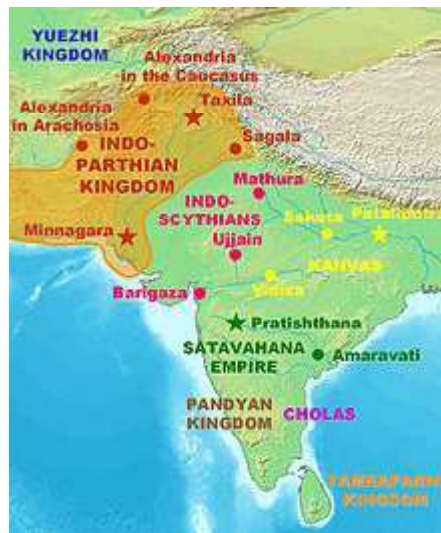 YUEZHI
KINGDOM
Alexandria
in the Caucasus
Taxila
Alexandria
in Arachosia
Sagala
INDO-
PARTHIAN
KINGDOM
Mathura
INDO-
SCYTHIANS
Saketa
Minnagara
Ujjain
KANVAS
Vidisa
Barigaza
Pratishthana
SATAVAHANA
EMPIRE
Amaravati
PANDYAN
KINGDOM
CHOLAS
KINGDOM